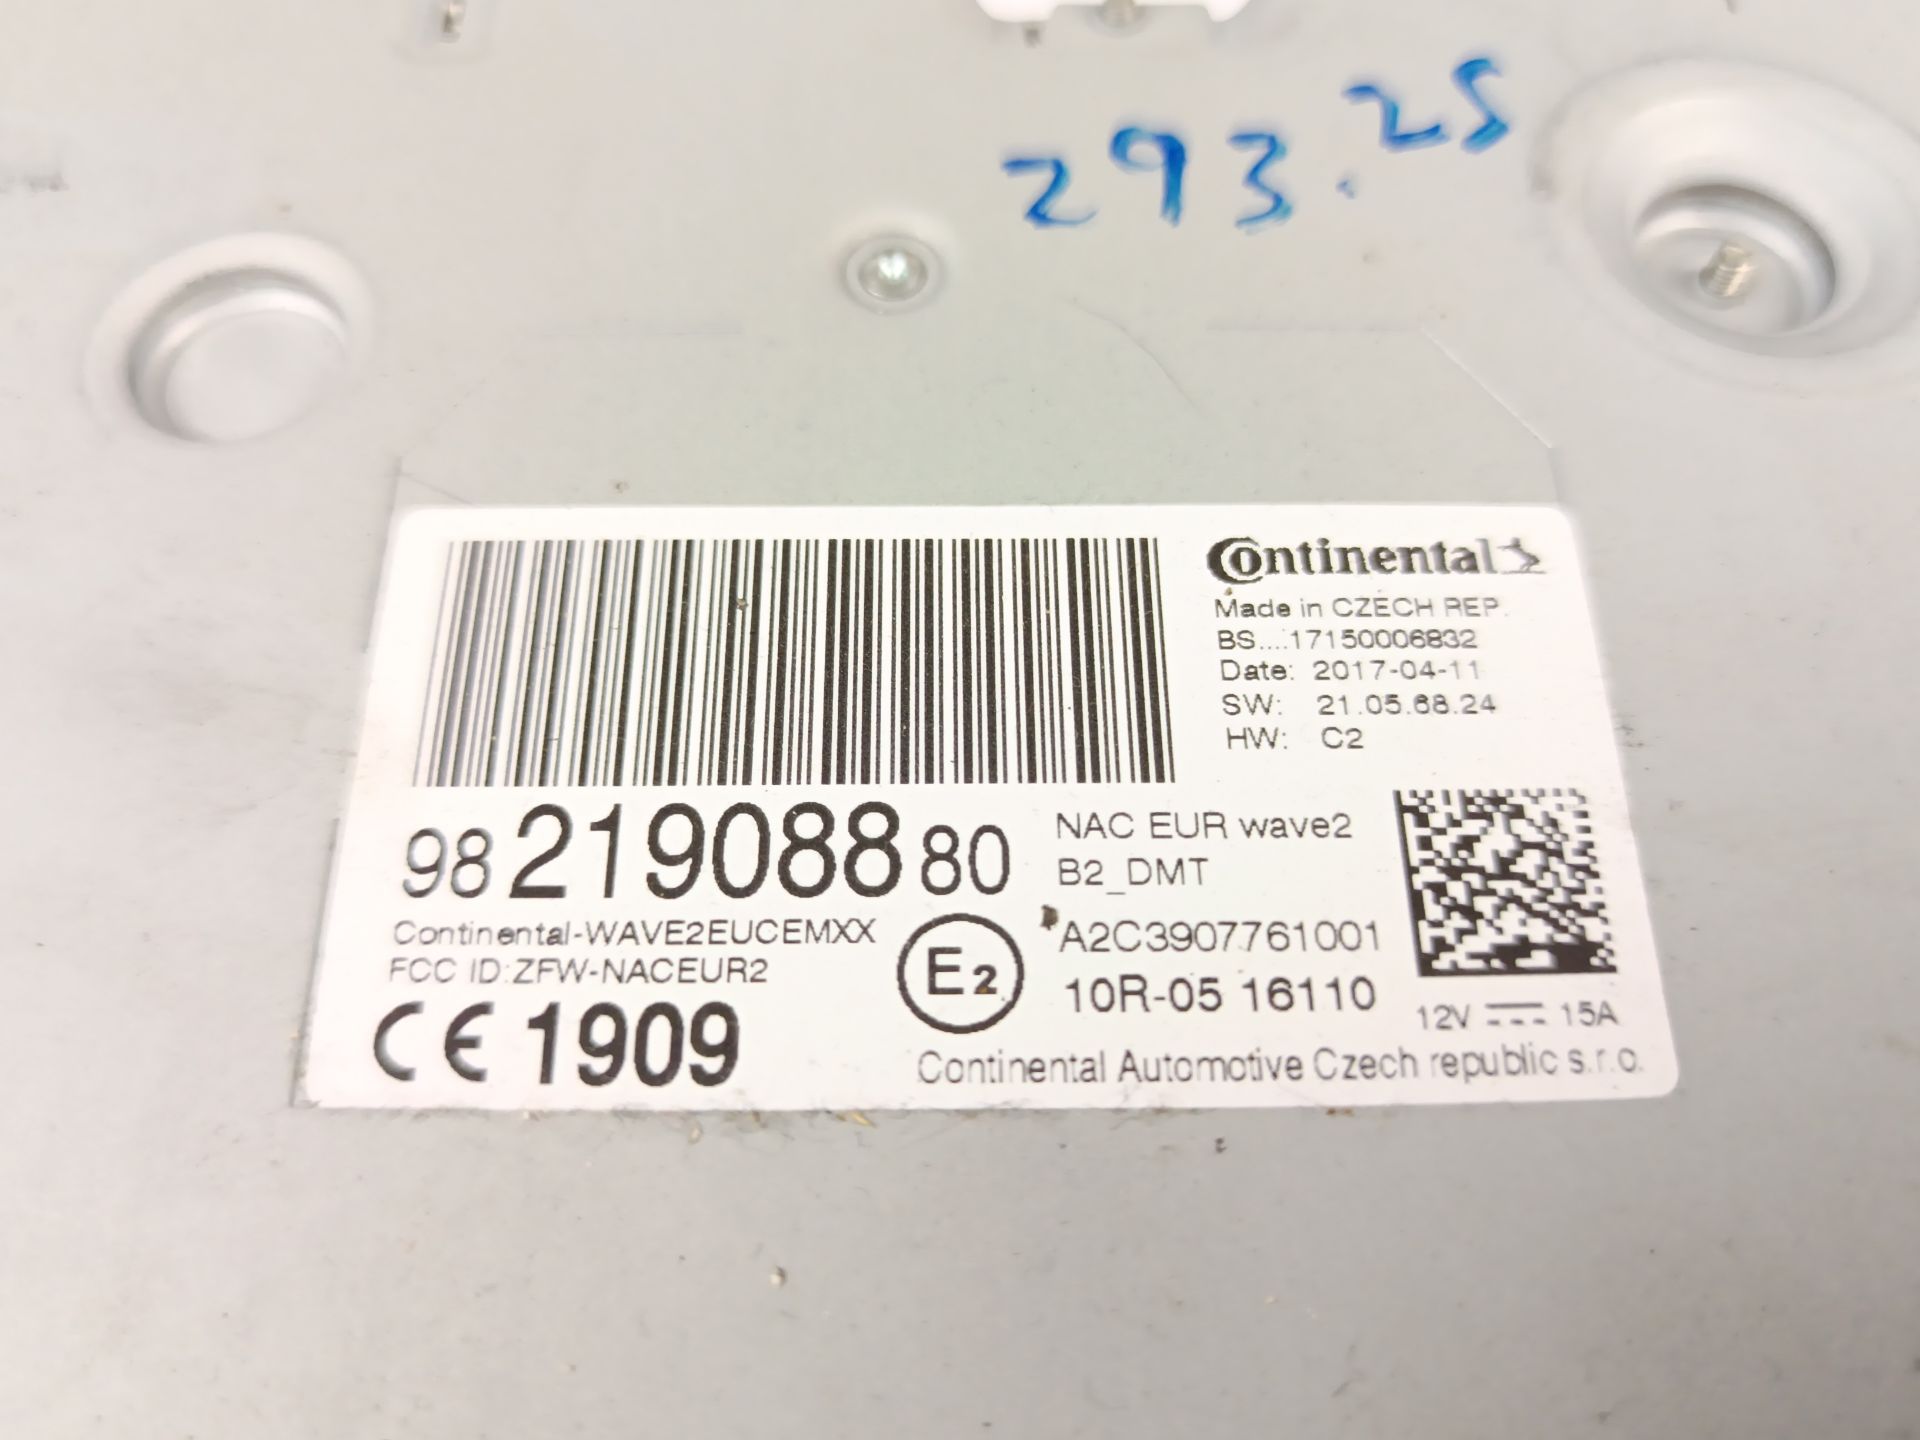 293.25
Continental
Made in CZECH REP.
BS....17150006832
Date: 2017-04-11
SW: 21.05.68.24
HW: C2
98 219088 80
NAC EUR wave2
B2_DMT
Continental-WAVE2EUCEMXX
FCC ID:ZFW-NACEUR2
CE 1909
E2
A2C3907761001
10R-05 16110
12V 15A
Continental Automotive Czech republic s.r.o.